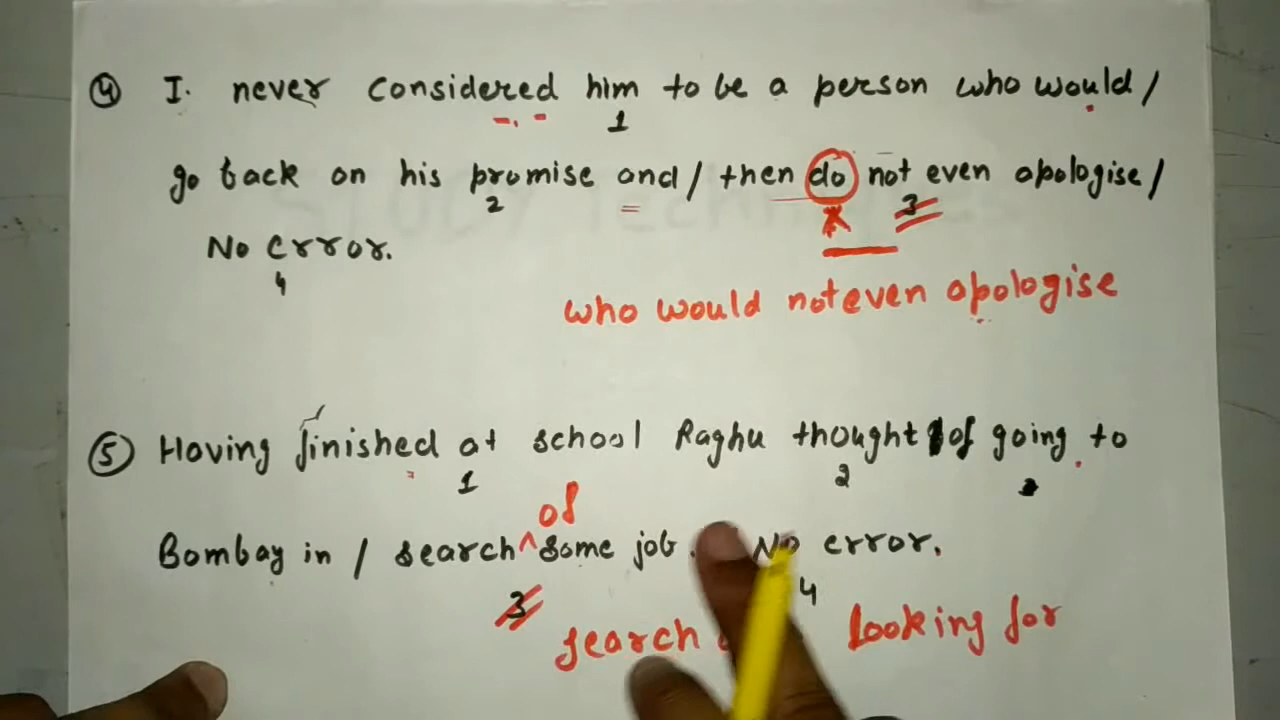 4 I. never considered him to be a person who would /
1
go back on his promise and / then do not even apologise /
2 3
No error.
4
who would not even apologise
5 Having finished at school Raghu thought of going to
1 2
of
Bombay in / search ^ some job. No error.
3 4
search looking for